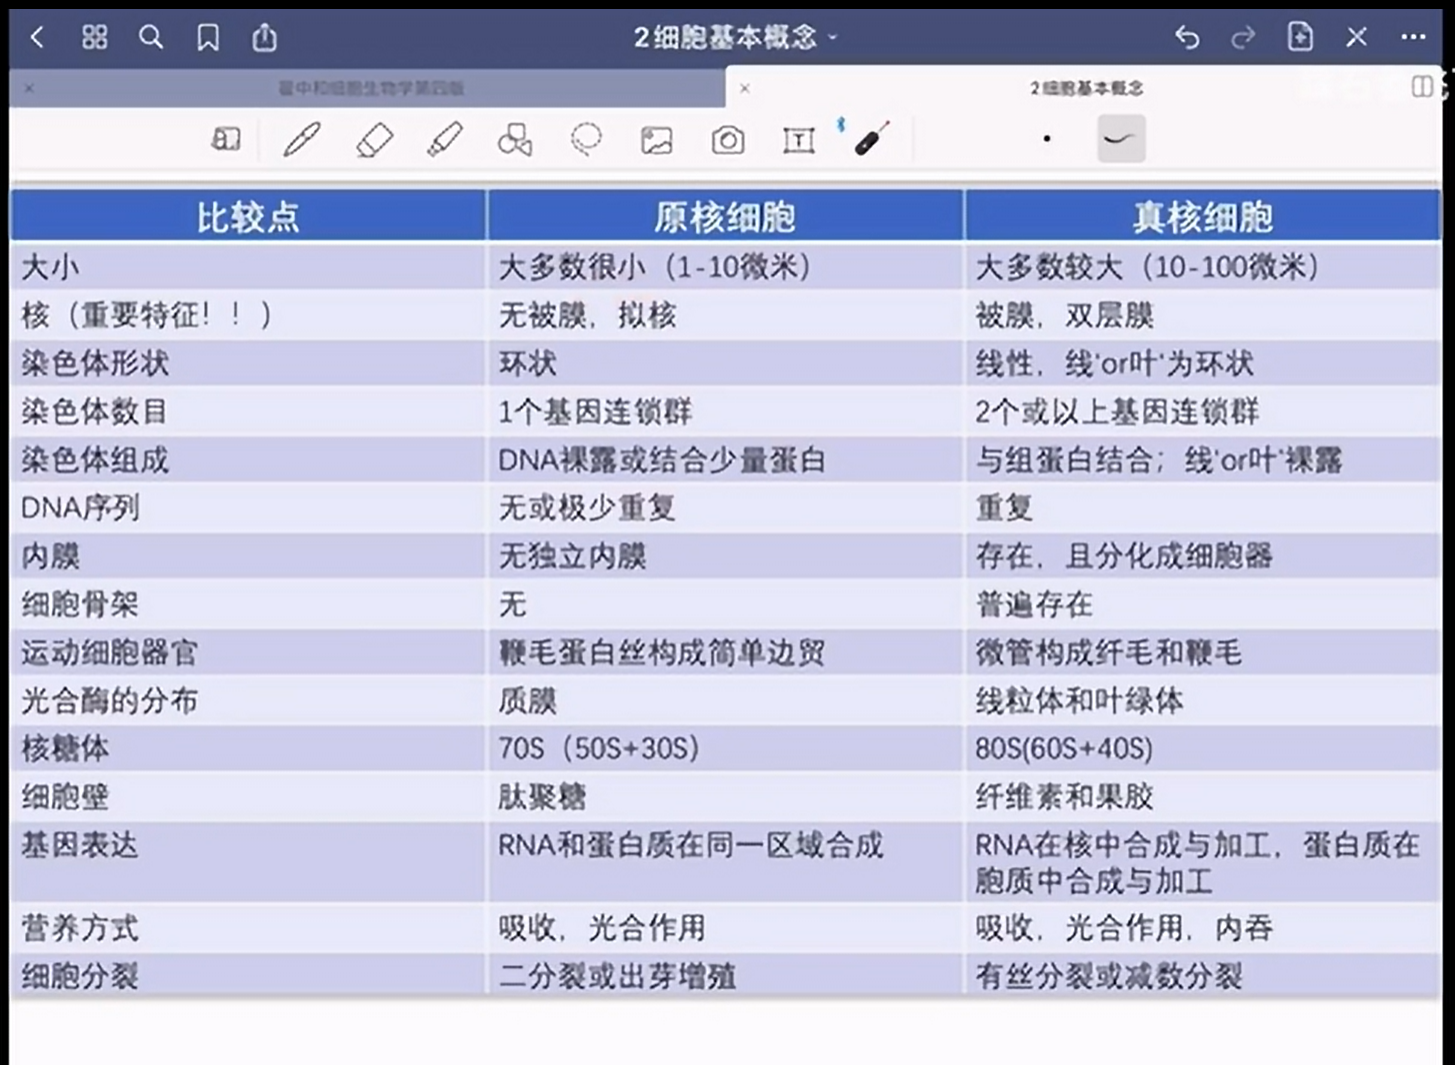 2细胞基本概念
翟中和细胞生物学第四版
2细胞基本概念
比较点 原核细胞 真核细胞
大小 大多数很小（1-10微米） 大多数较大（10-100微米）
核（重要特征！！） 无被膜，拟核 被膜，双层膜
染色体形状 环状 线性，线'or叶'为环状
染色体数目 1个基因连锁群 2个或以上基因连锁群
染色体组成 DNA裸露或结合少量蛋白 与组蛋白结合；线'or叶'裸露
DNA序列 无或极少重复 重复
内膜 无独立内膜 存在，且分化成细胞器
细胞骨架 无 普遍存在
运动细胞器官 鞭毛蛋白丝构成简单边贸 微管构成纤毛和鞭毛
光合酶的分布 质膜 线粒体和叶绿体
核糖体 70S（50S+30S） 80S(60S+40S)
细胞壁 肽聚糖 纤维素和果胶
基因表达 RNA和蛋白质在同一区域合成 RNA在核中合成与加工，蛋白质在
胞质中合成与加工
营养方式 吸收，光合作用 吸收，光合作用，内吞
细胞分裂 二分裂或出芽增殖 有丝分裂或减数分裂